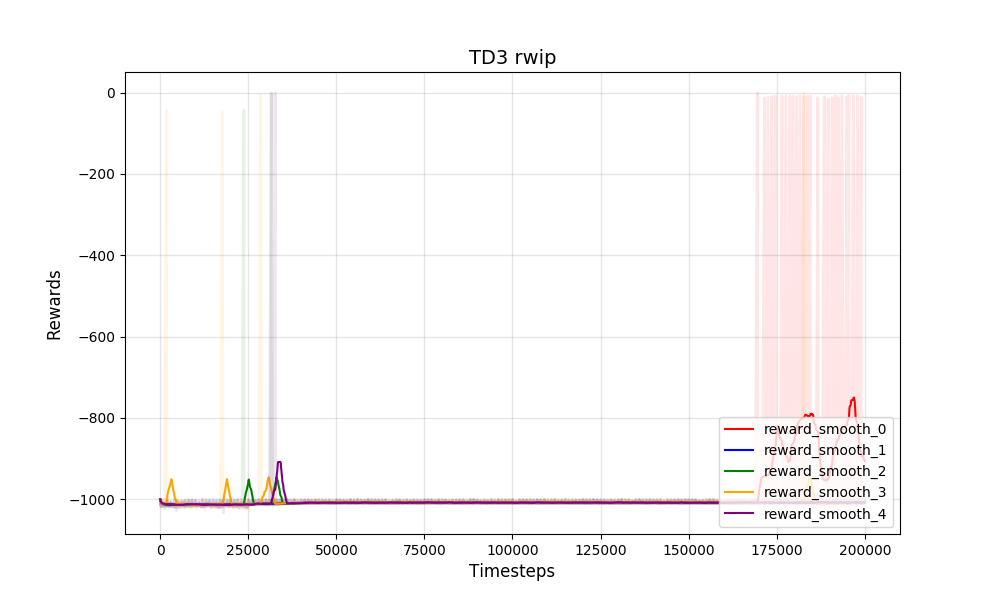 TD3 rwip
0
−200
−400
−600
−800
−1000
Rewards
reward_smooth_0
reward_smooth_1
reward_smooth_2
reward_smooth_3
reward_smooth_4
0 25000 50000 75000 100000 125000 150000 175000 200000
Timesteps